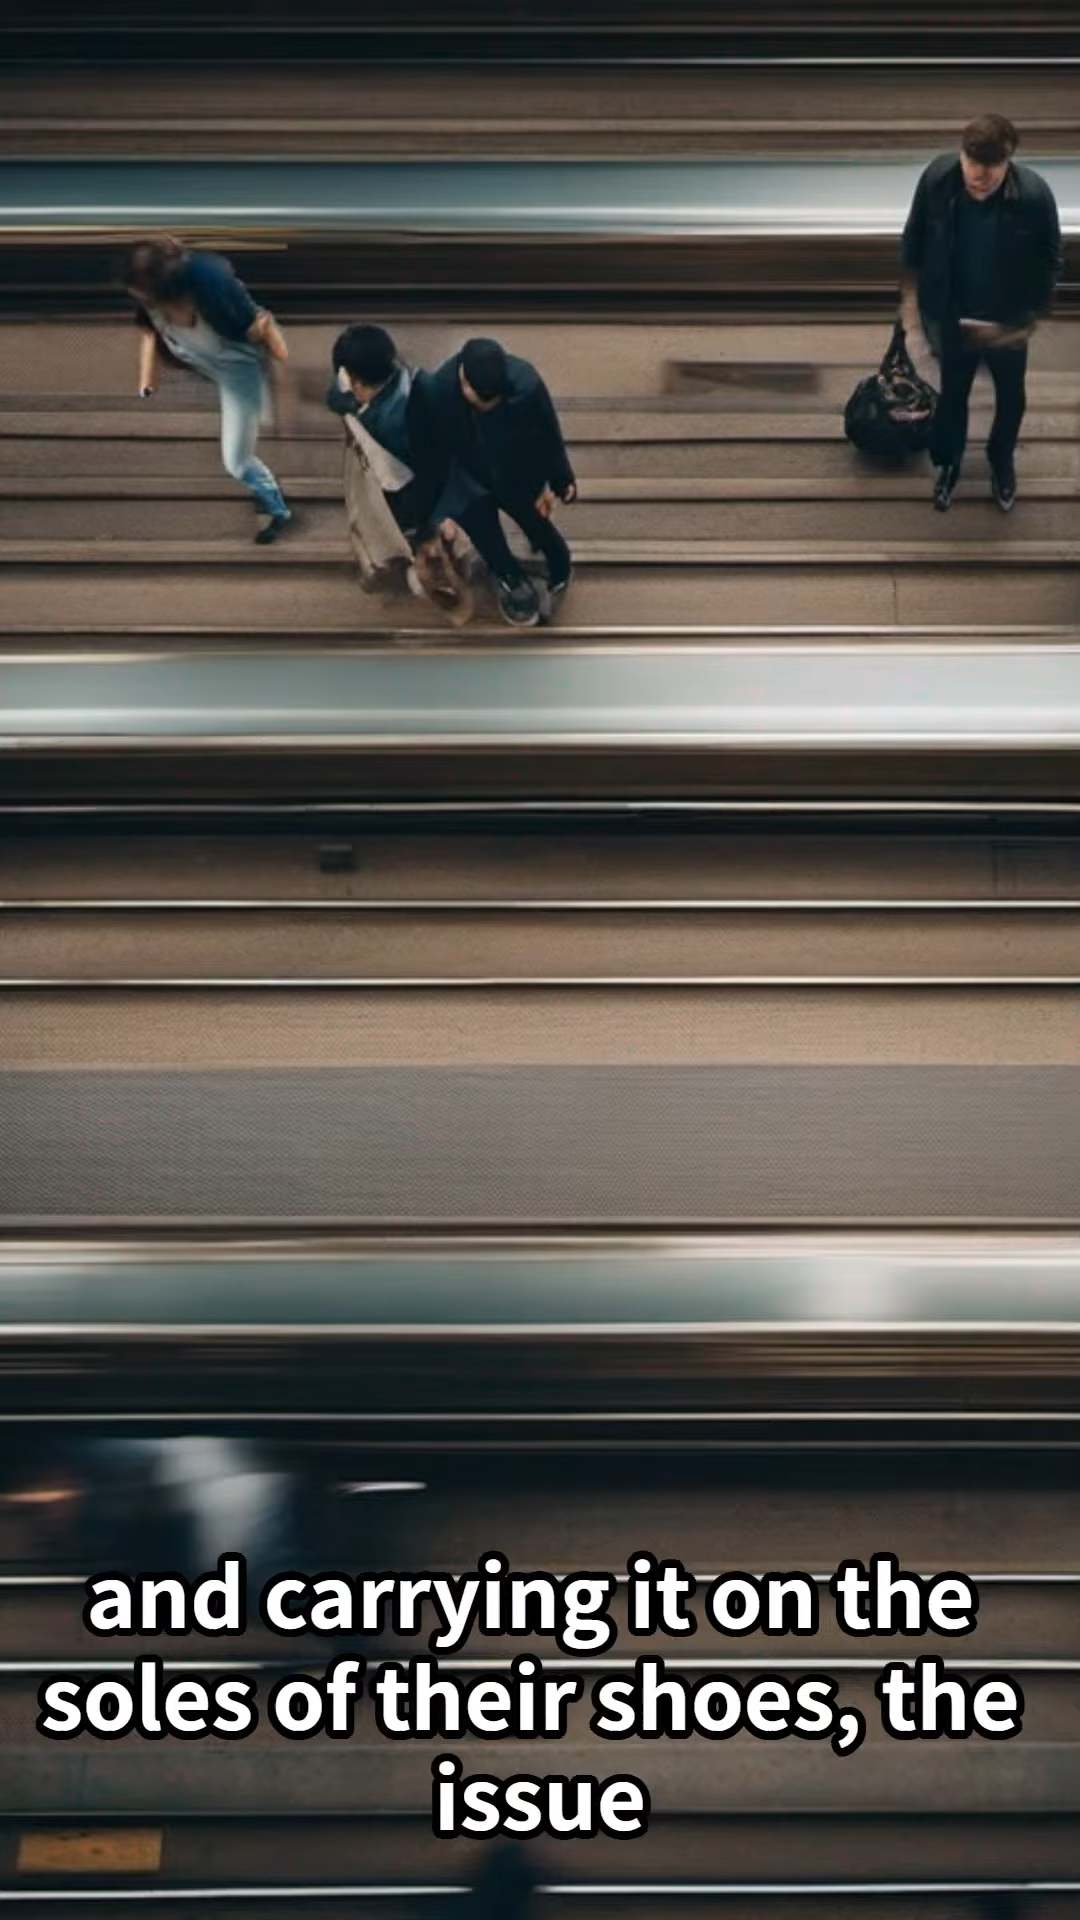 and carrying it on the
soles of their shoes, the
issue